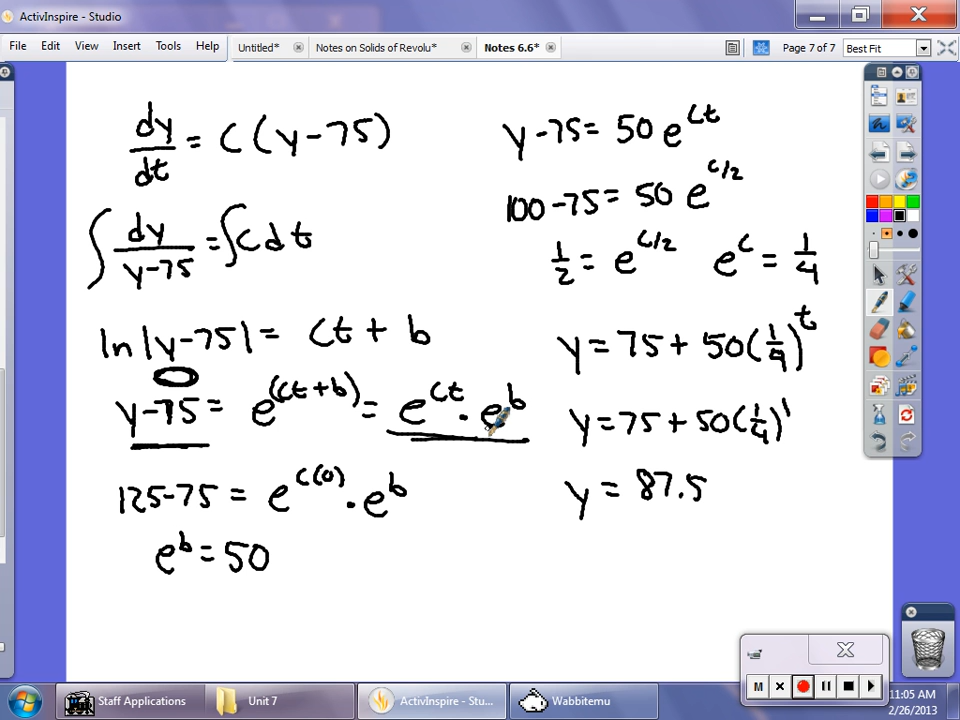 ActivInspire - Studio
File Edit View Insert Tools Help
Untitled* Notes on Solids of Revolu* Notes 6.6* Page 7 of 7 Best Fit
dy/dt = C(y-75)
∫ dy/(y-75) = ∫ C dt
ln|y-75| = Ct + b
y-75 = e^(Ct+b) = e^Ct · e^b
125-75 = e^C(0) · e^b
e^b = 50
y-75 = 50 e^Ct
100-75 = 50 e^C/2
1/2 = e^C/2 e^C = 1/4
y = 75 + 50(1/4)^t
y = 75 + 50(1/4)^1
y = 87.5
M
Staff Applications Unit 7 ActivInspire - Stu... Wabbitemu
11:05 AM
2/26/2013